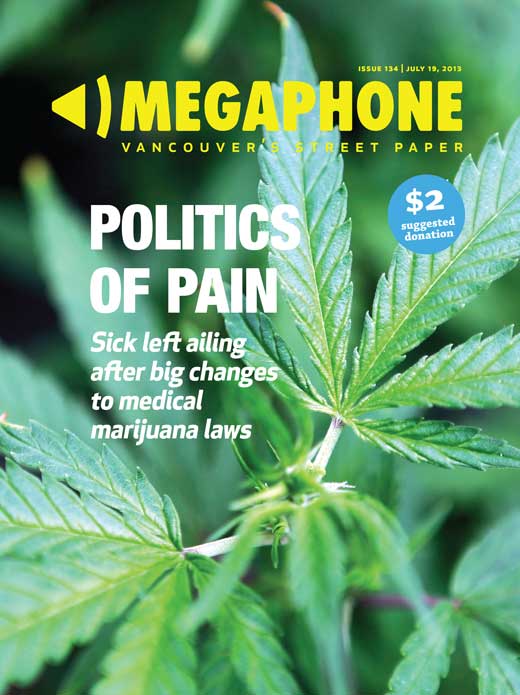 ISSUE 134 | JULY 19, 2013
MEGAPHONE
VANCOUVER'S STREET PAPER
$2
suggested
donation
POLITICS
OF PAIN
Sick left ailing
after big changes
to medical
marijuana laws